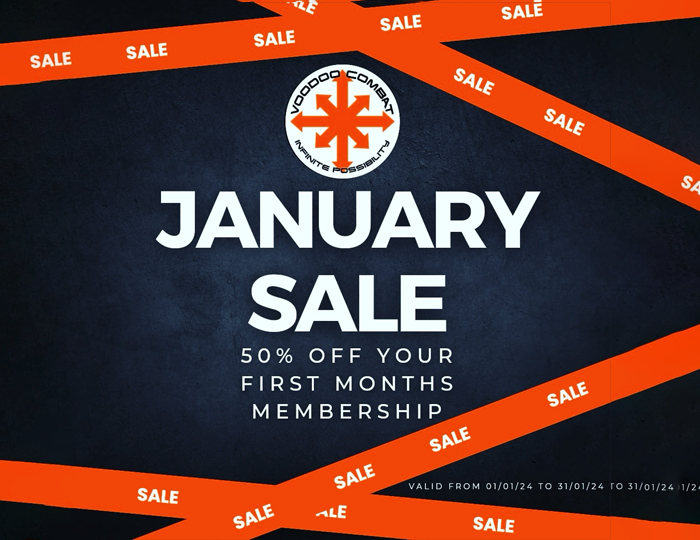 SALE
SALE SALE SALE SALE SALE
SALE
SALE
VOODOO COMBAT
INFINITE POSSIBILITY
JANUARY
SALE
50% OFF YOUR
FIRST MONTHS
MEMBERSHIP
SALE
SALE
SALE
VALID FROM 01/01/24 TO 31/01/24 TO 31/01/24
SALE
SALE
SALE
SALE